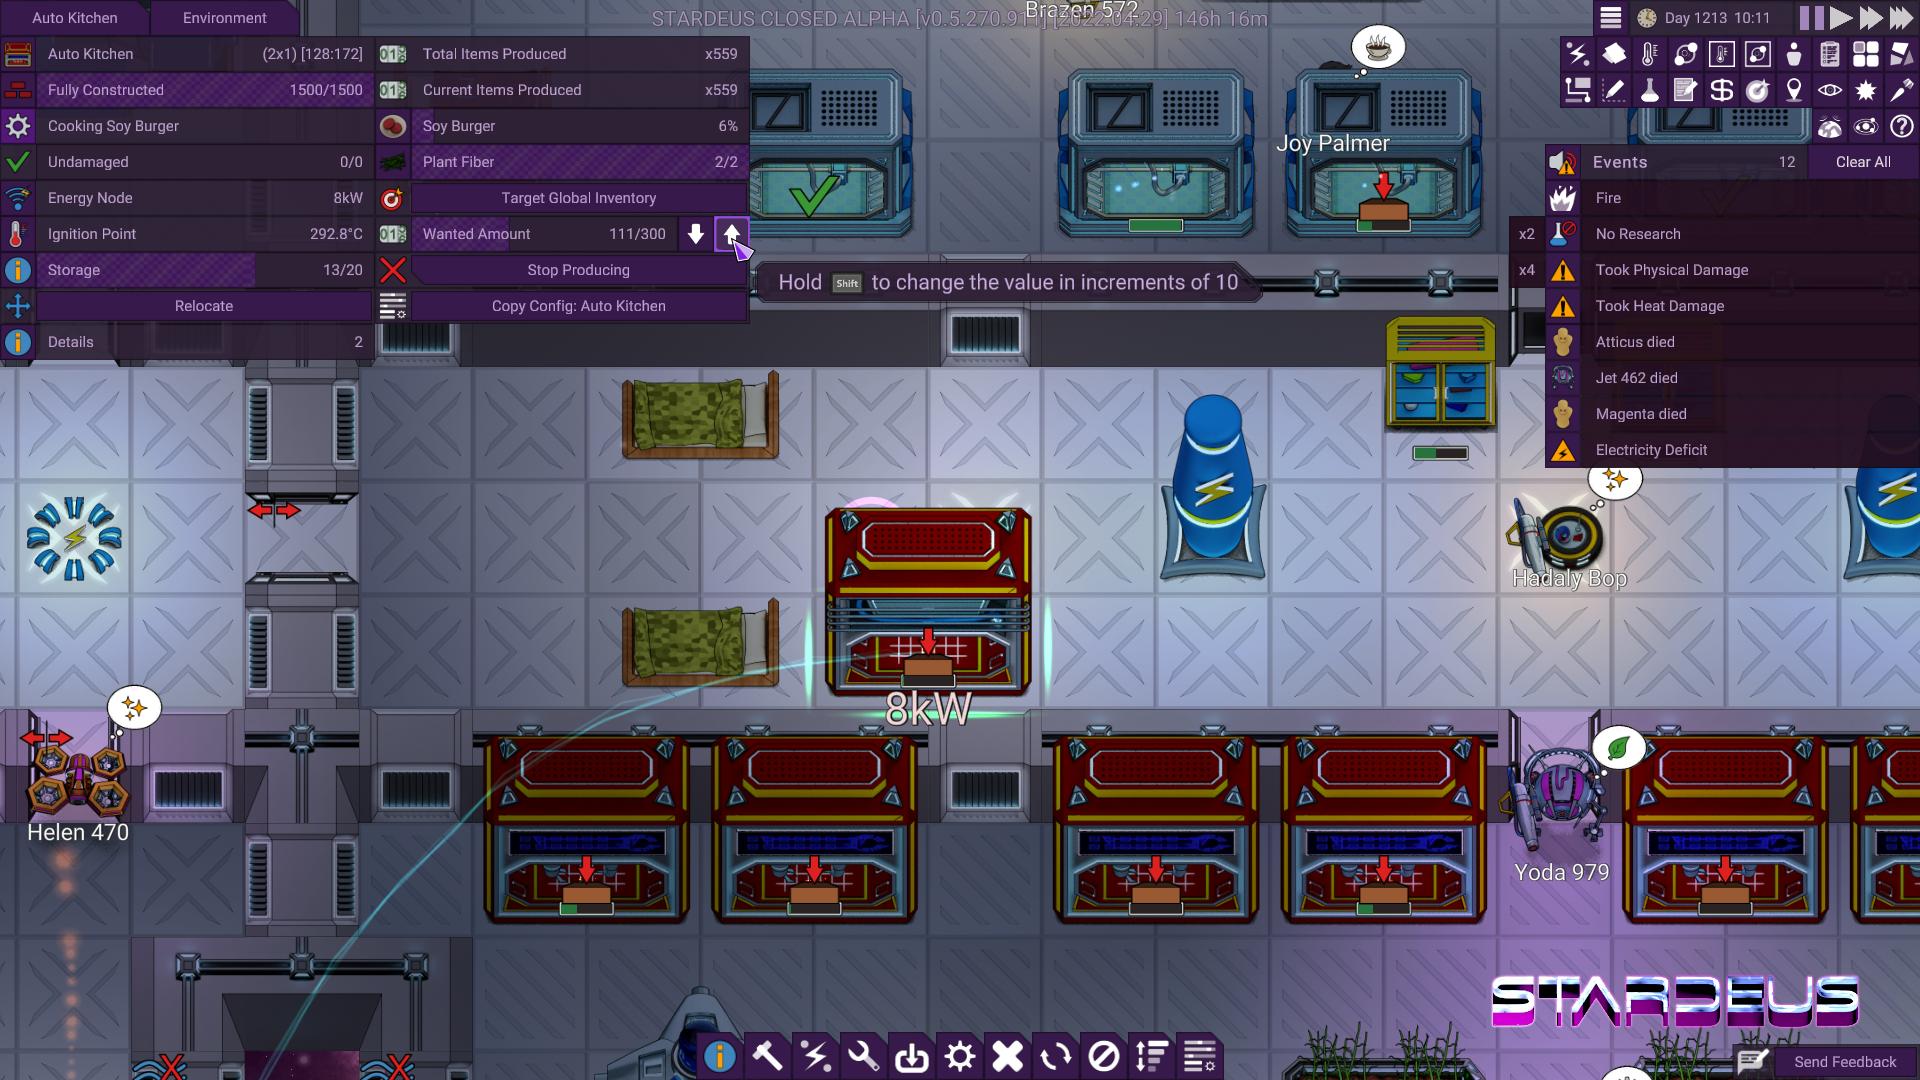 Auto Kitchen
Environment
STARDEUS CLOSED ALPHA [v0.5.270.911] [2022.04.29] 146h 16m
Brazen 572
Day 1213 10:11
Auto Kitchen (2x1) [128:172]
Total Items Produced x559
Fully Constructed 1500/1500
Current Items Produced x559
Cooking Soy Burger
Soy Burger 6%
Undamaged 0/0
Plant Fiber 2/2
Energy Node 8kW
Target Global Inventory
Ignition Point 292.8°C
Wanted Amount 111/300
Storage 13/20
Stop Producing
Relocate
Copy Config: Auto Kitchen
Details 2
Hold Shift to change the value in increments of 10
Joy Palmer
Events 12 Clear All
Fire
x2 No Research
x4 Took Physical Damage
Took Heat Damage
Atticus died
Jet 462 died
Magenta died
Electricity Deficit
Hadaly Bop
8kW
Helen 470
Yoda 979
STARDEUS
Send Feedback